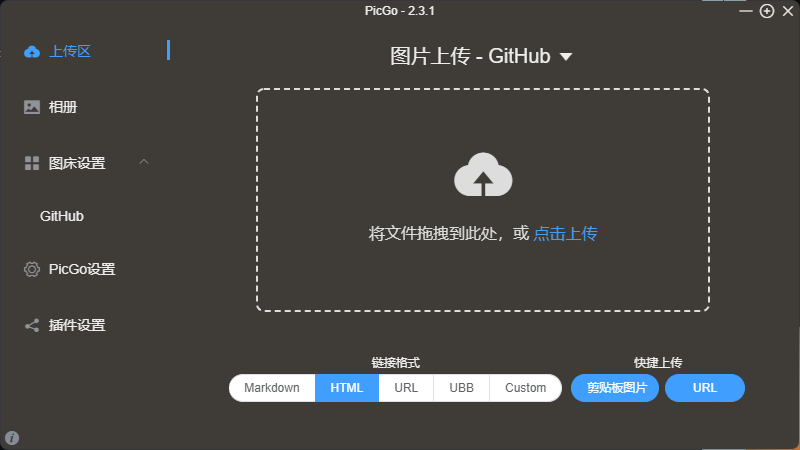 PicGo - 2.3.1
上传区
相册
图床设置
GitHub
PicGo设置
插件设置
图片上传 - GitHub
将文件拖拽到此处，或 点击上传
链接格式
Markdown HTML URL UBB Custom
快捷上传
剪贴板图片 URL